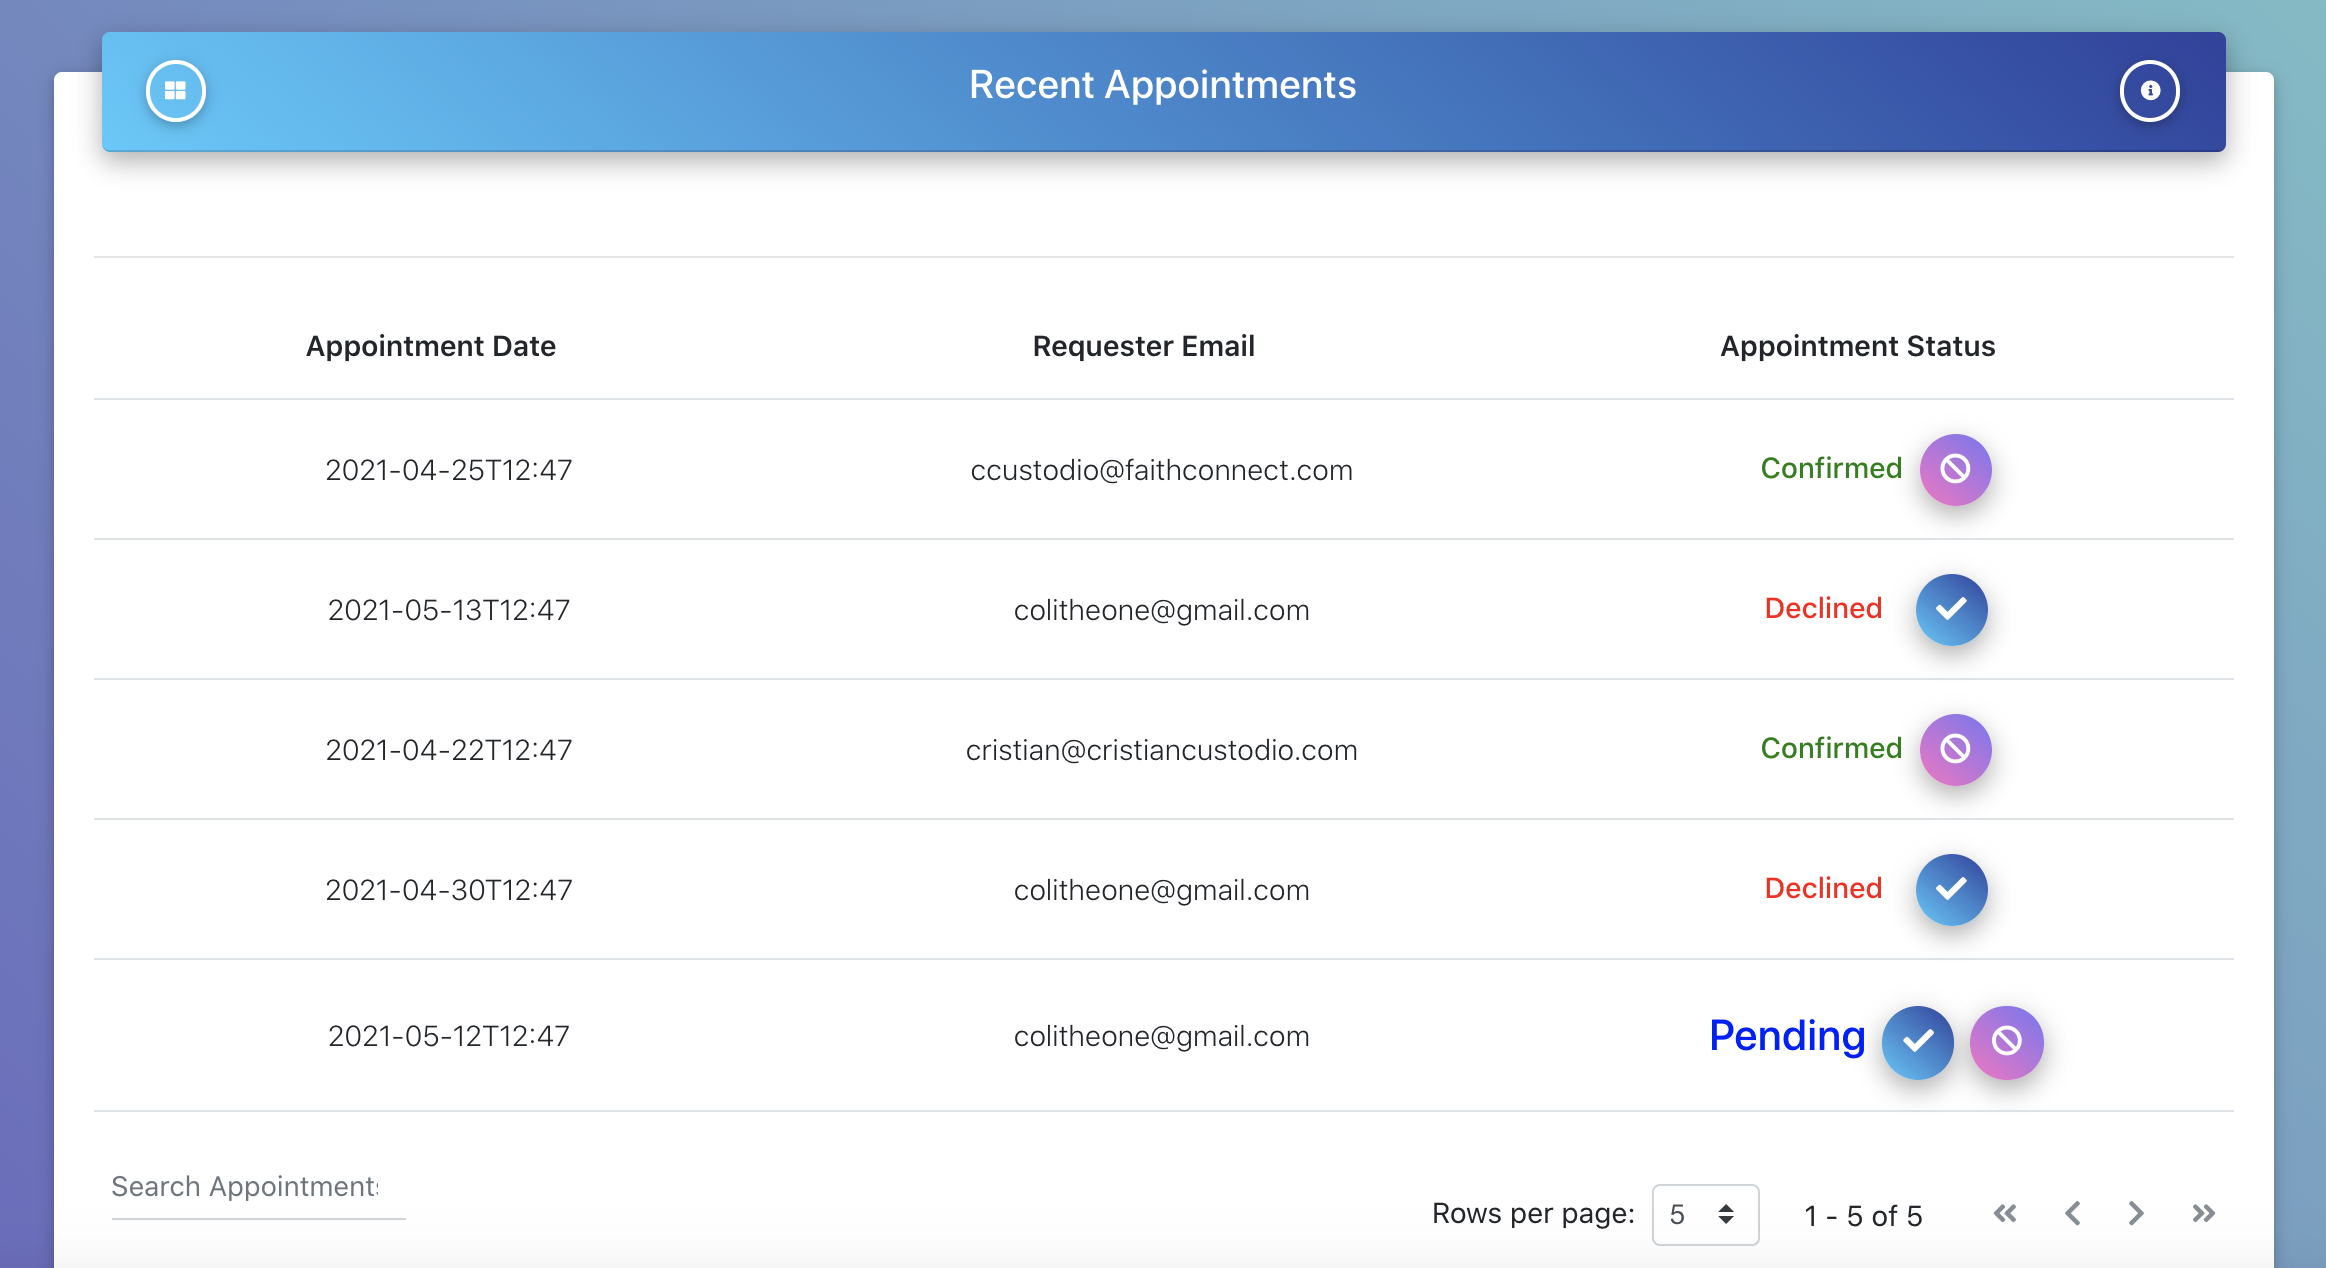 Recent Appointments
Appointment Date Requester Email Appointment Status
2021-04-25T12:47 ccustodio@faithconnect.com Confirmed
2021-05-13T12:47 colitheone@gmail.com Declined
2021-04-22T12:47 cristian@cristiancustodio.com Confirmed
2021-04-30T12:47 colitheone@gmail.com Declined
2021-05-12T12:47 colitheone@gmail.com Pending
Search Appointments
Rows per page: 5 1 - 5 of 5